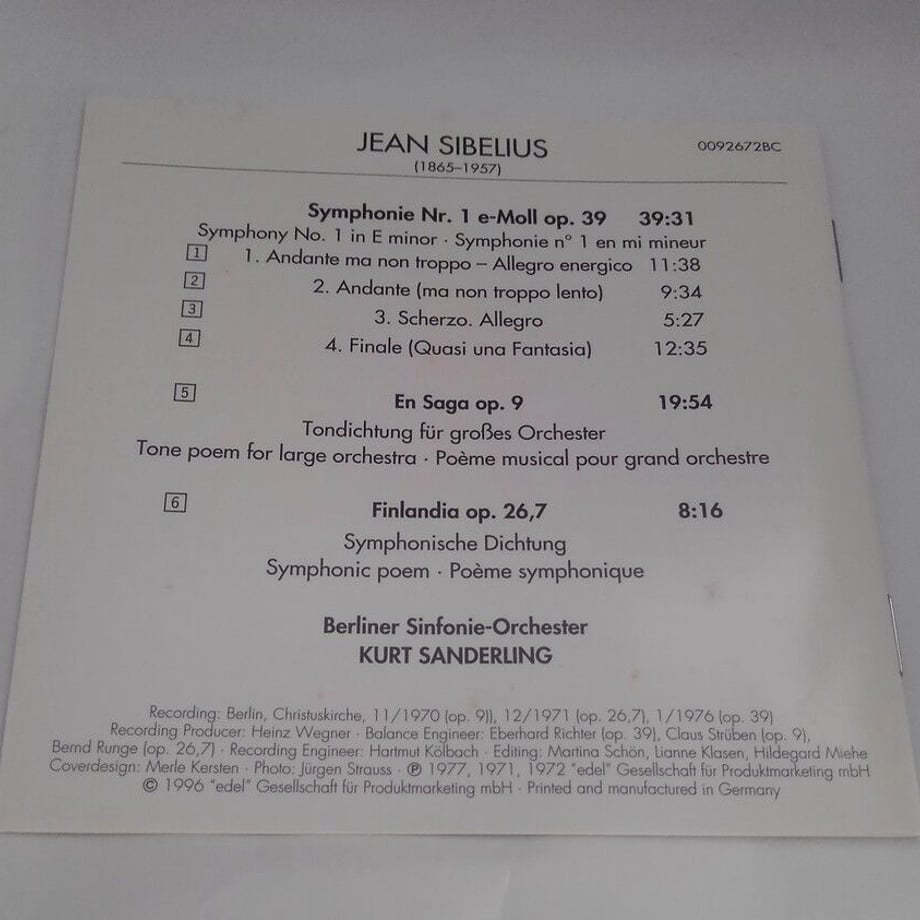 JEAN SIBELIUS 0092672BC
(1865–1957)
Symphonie Nr. 1 e-Moll op. 39 39:31
Symphony No. 1 in E minor · Symphonie n° 1 en mi mineur
1 1. Andante ma non troppo – Allegro energico 11:38
2 2. Andante (ma non troppo lento) 9:34
3 3. Scherzo. Allegro 5:27
4 4. Finale (Quasi una Fantasia) 12:35
5 En Saga op. 9 19:54
Tondichtung für großes Orchester
Tone poem for large orchestra · Poème musical pour grand orchestre
6 Finlandia op. 26,7 8:16
Symphonische Dichtung
Symphonic poem · Poème symphonique
Berliner Sinfonie-Orchester
KURT SANDERLING
Recording: Berlin, Christuskirche, 11/1970 (op. 9)), 12/1971 (op. 26,7), 1/1976 (op. 39)
Recording Producer: Heinz Wegner · Balance Engineer: Eberhard Richter (op. 39), Claus Strüben (op. 9),
Bernd Runge (op. 26,7) · Recording Engineer: Hartmut Kölbach · Editing: Martina Schön, Lianne Klasen, Hildegard Miehe
Coverdesign: Merle Kersten · Photo: Jürgen Strauss · ℗ 1977, 1971, 1972 "edel" Gesellschaft für Produktmarketing mbH
© 1996 "edel" Gesellschaft für Produktmarketing mbH · Printed and manufactured in Germany